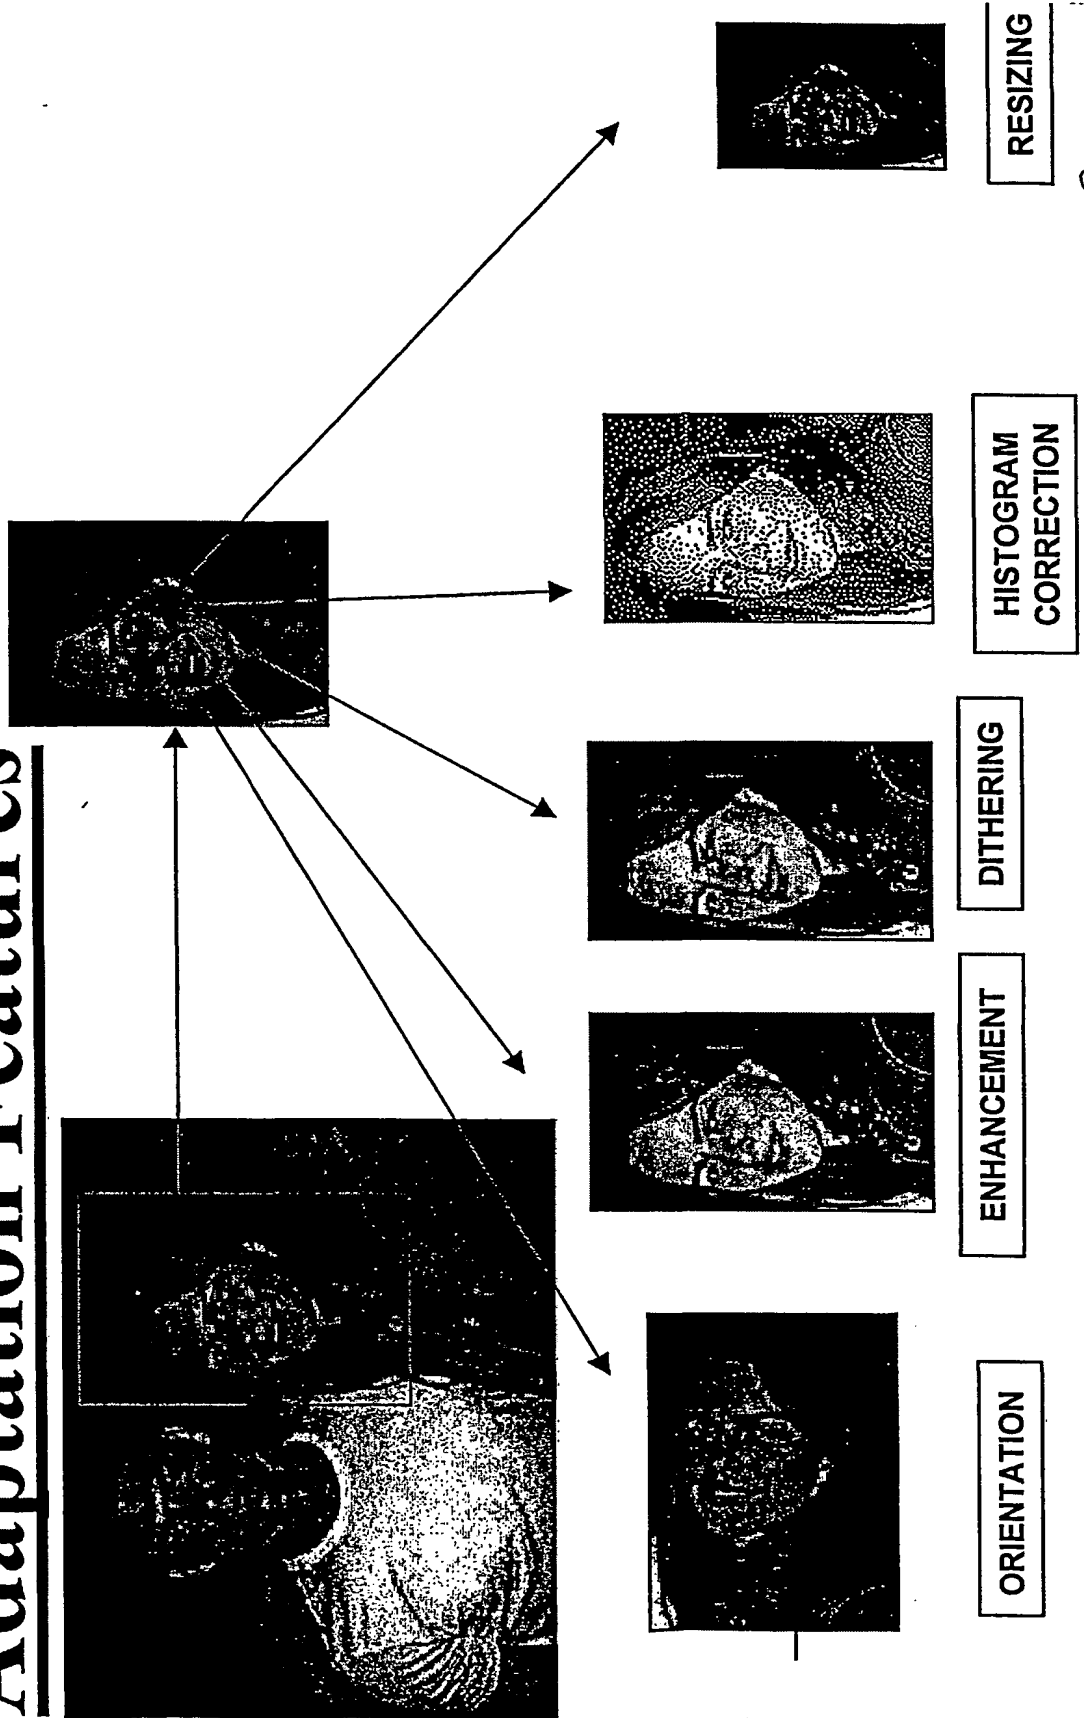 Adaptation Features
ORIENTATION
ENHANCEMENT
DITHERING
HISTOGRAM
CORRECTION
RESIZING